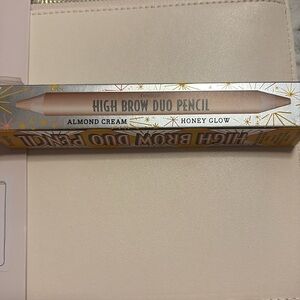 HIGH BROW DUO PENCIL
ALMOND CREAM HONEY GLOW
HIGH BROW DUO PENCIL